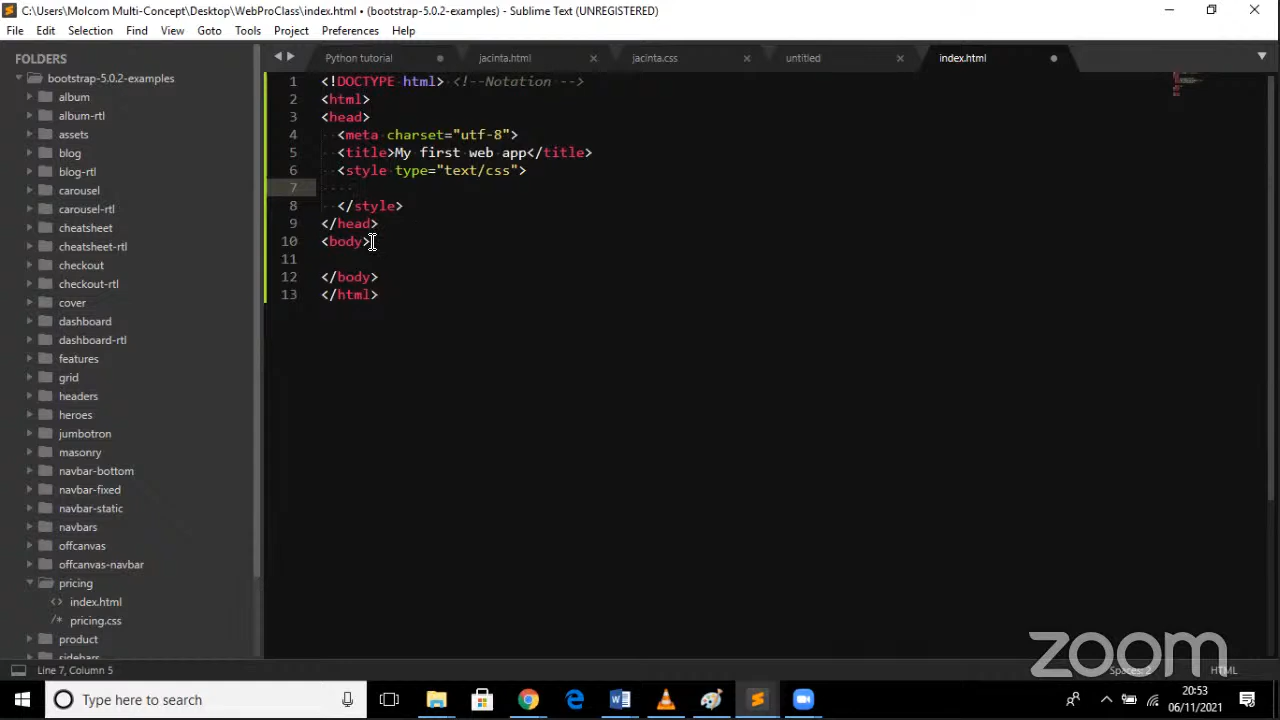 C:\Users\Molcom Multi-Concept\Desktop\WebProClass\index.html • (bootstrap-5.0.2-examples) - Sublime Text (UNREGISTERED)
File Edit Selection Find View Goto Tools Project Preferences Help
FOLDERS
bootstrap-5.0.2-examples
album
album-rtl
assets
blog
blog-rtl
carousel
carousel-rtl
cheatsheet
cheatsheet-rtl
checkout
checkout-rtl
cover
dashboard
dashboard-rtl
features
grid
headers
heroes
jumbotron
masonry
navbar-bottom
navbar-fixed
navbar-static
navbars
offcanvas
offcanvas-navbar
pricing
<> index.html
/* pricing.css
product
sidebars
Python tutorial jacinta.html jacinta.css untitled index.html
1 <!DOCTYPE html> <!--Notation -->
2 <html>
3 <head>
4 <meta charset="utf-8">
5 <title>My first web app</title>
6 <style type="text/css">
7
8 </style>
9 </head>
10 <body>
11
12 </body>
13 </html>
zoom
Line 7, Column 5
Spaces: 2
HTML
Type here to search
20:53
06/11/2021